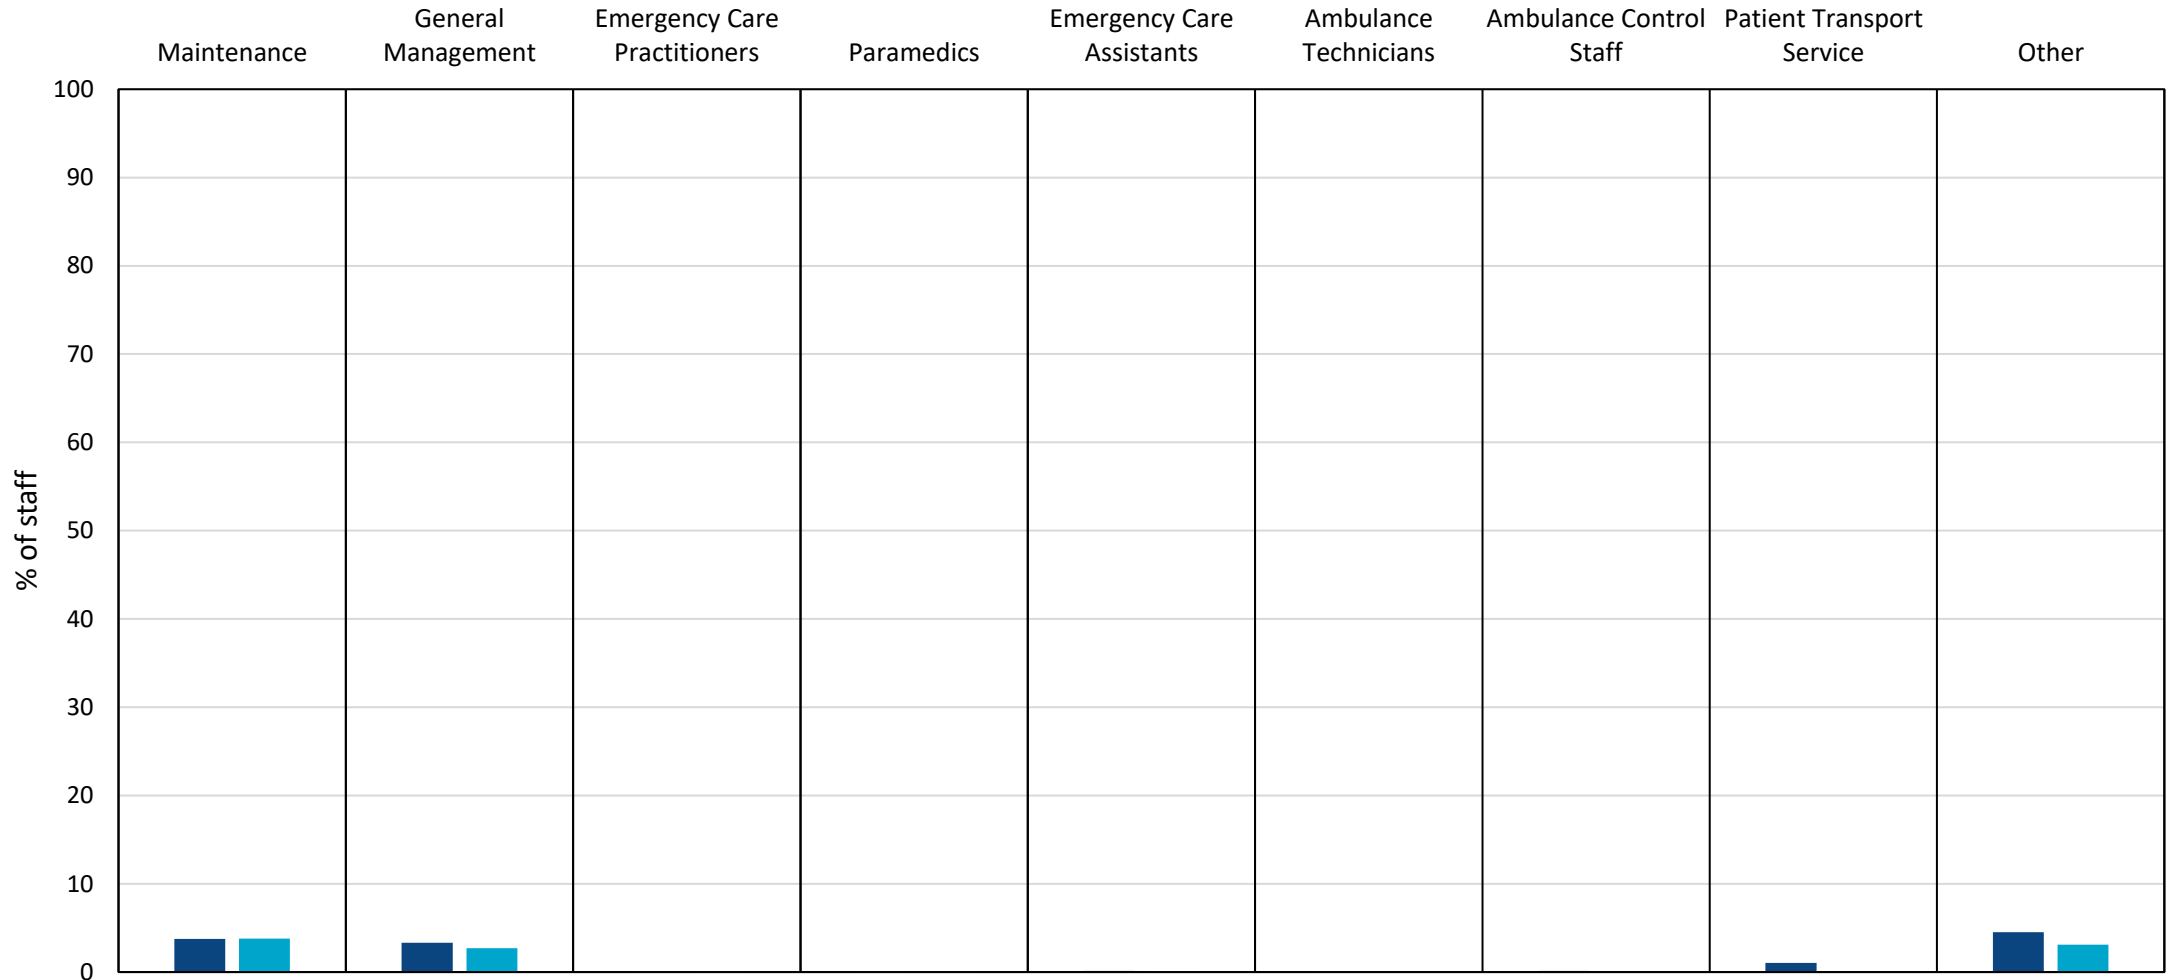 Maintenance
General
Management
Emergency Care
Practitioners
Paramedics
Emergency Care
Assistants
Ambulance
Technicians
Ambulance Control
Staff
Patient Transport
Service
Other
% of staff
100
90
80
70
60
50
40
30
20
10
0